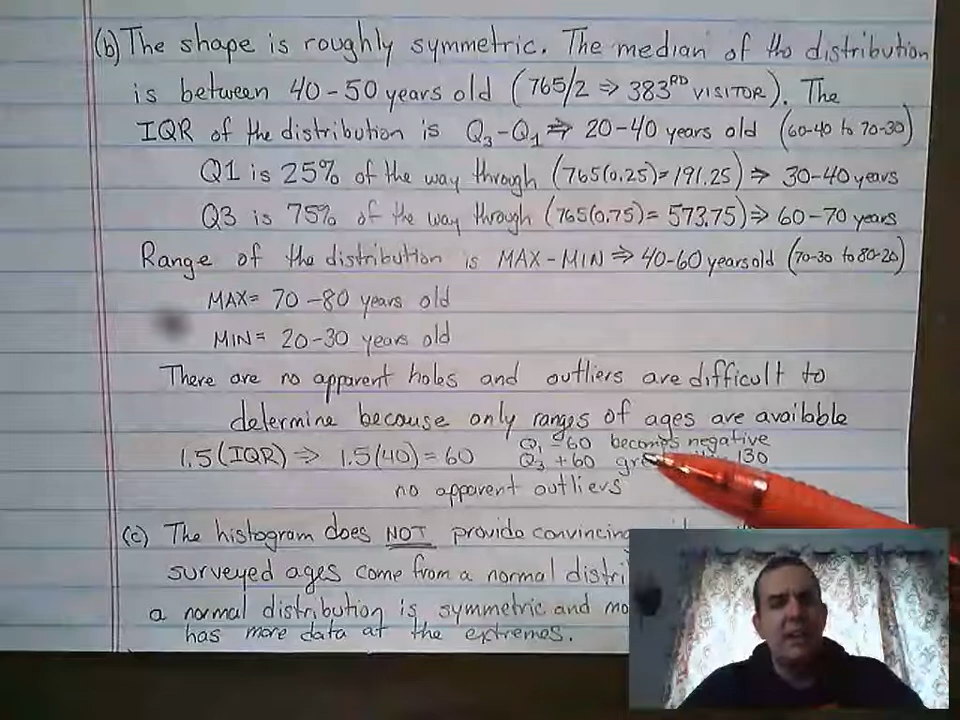 (b) The shape is roughly symmetric. The median of the distribution
is between 40-50 years old (765/2 ⇒ 383RD VISITOR). The
IQR of the distribution is Q3-Q1 ⇒ 20-40 years old (60-40 to 70-30)
Q1 is 25% of the way through (765(0.25)=191.25) ⇒ 30-40 years
Q3 is 75% of the way through (765(0.75)=573.75) ⇒ 60-70 years
Range of the distribution is MAX-MIN ⇒ 40-60 years old (70-30 to 80-20)
MAX= 70-80 years old
MIN= 20-30 years old
There are no apparent holes and outliers are difficult to
determine because only ranges of ages are available
1.5(IQR) ⇒ 1.5(40)=60 Q1-60 becomes negative
Q3+60 130
no apparent outliers
(c) The histogram does NOT provide convincing
surveyed ages come from a normal
a normal distribution is symmetric and
has more data at the extremes.